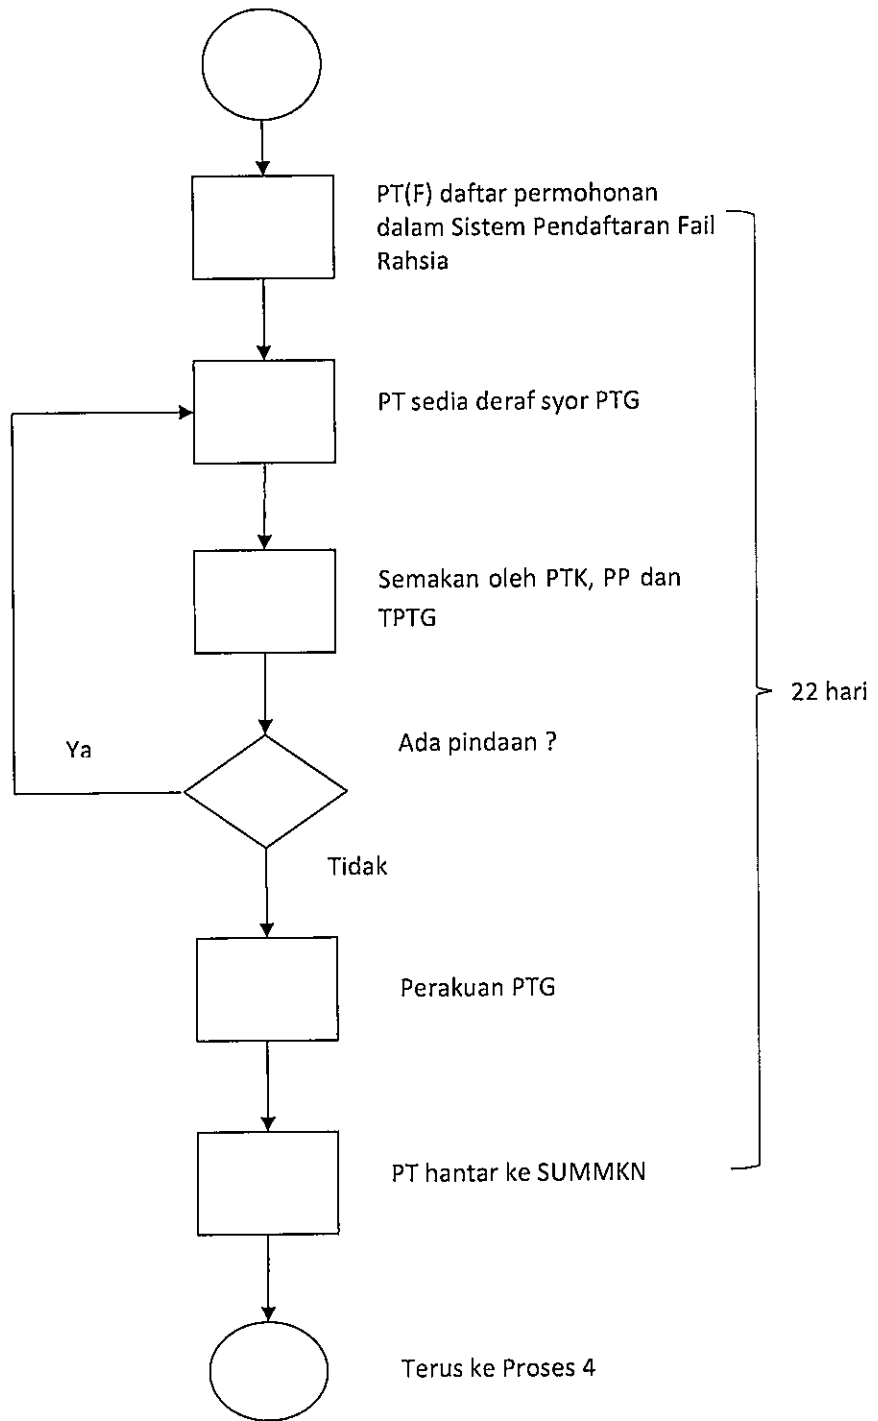 PT(F) daftar permohonan
dalam Sistem Pendaftaran Fail
Rahsia
PT sedia deraf syor PTG
Semakan oleh PTK, PP dan
TPTG
22 hari
Ya
Ada pindaan ?
Tidak
Perakuan PTG
PT hantar ke SUMMKN
Terus ke Proses 4